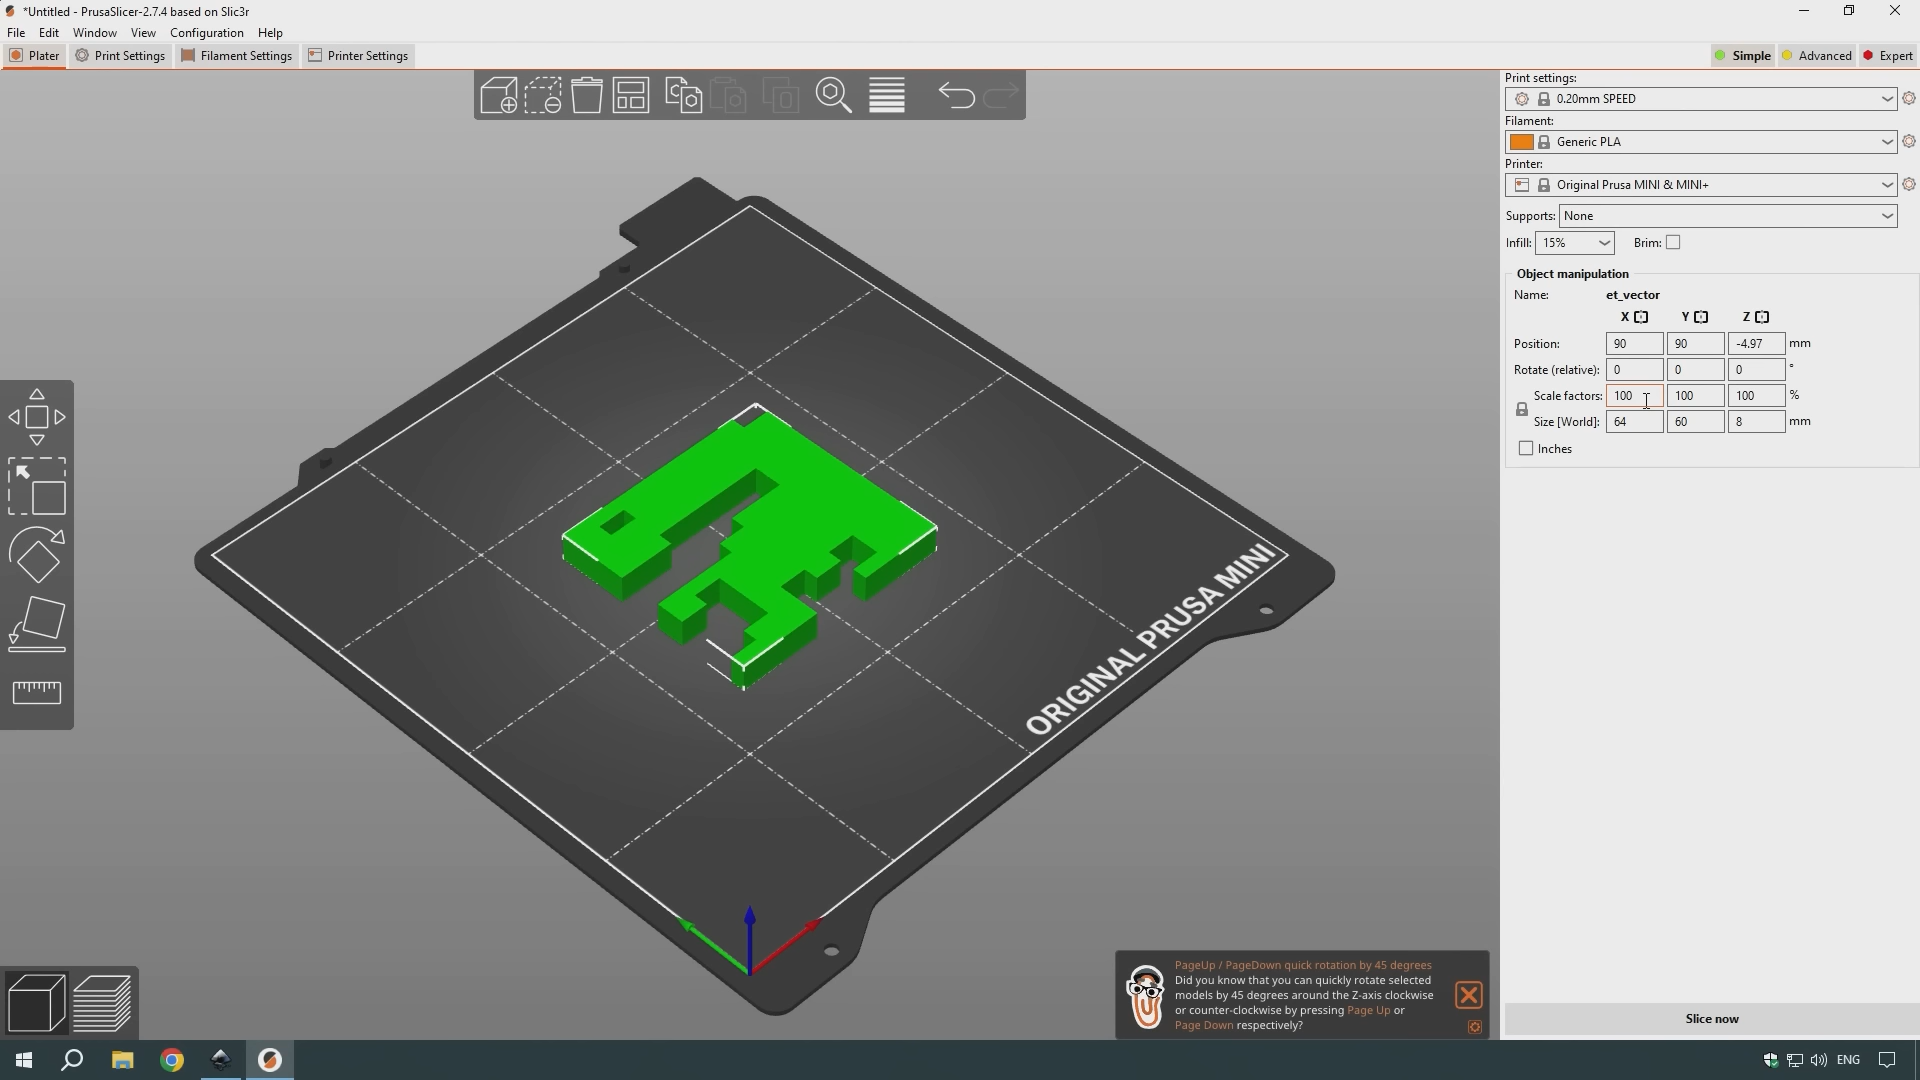 *Untitled - PrusaSlicer-2.7.4 based on Slic3r
File Edit Window View Configuration Help
Plater Print Settings Filament Settings Printer Settings
Simple Advanced Expert
Print settings:
0.20mm SPEED
Filament:
Generic PLA
Printer:
Original Prusa MINI & MINI+
Supports: None
Infill: 15% Brim:
Object manipulation
Name: et_vector
X Y Z
Position: 90 90 -4.97 mm
Rotate (relative): 0 0 0 °
Scale factors: 100 100 100 %
Size [World]: 64 60 8 mm
Inches
ORIGINAL PRUSA MINI
PageUp / PageDown quick rotation by 45 degrees
Did you know that you can quickly rotate selected
models by 45 degrees around the Z-axis clockwise
or counter-clockwise by pressing Page Up or
Page Down respectively?
Slice now
ENG